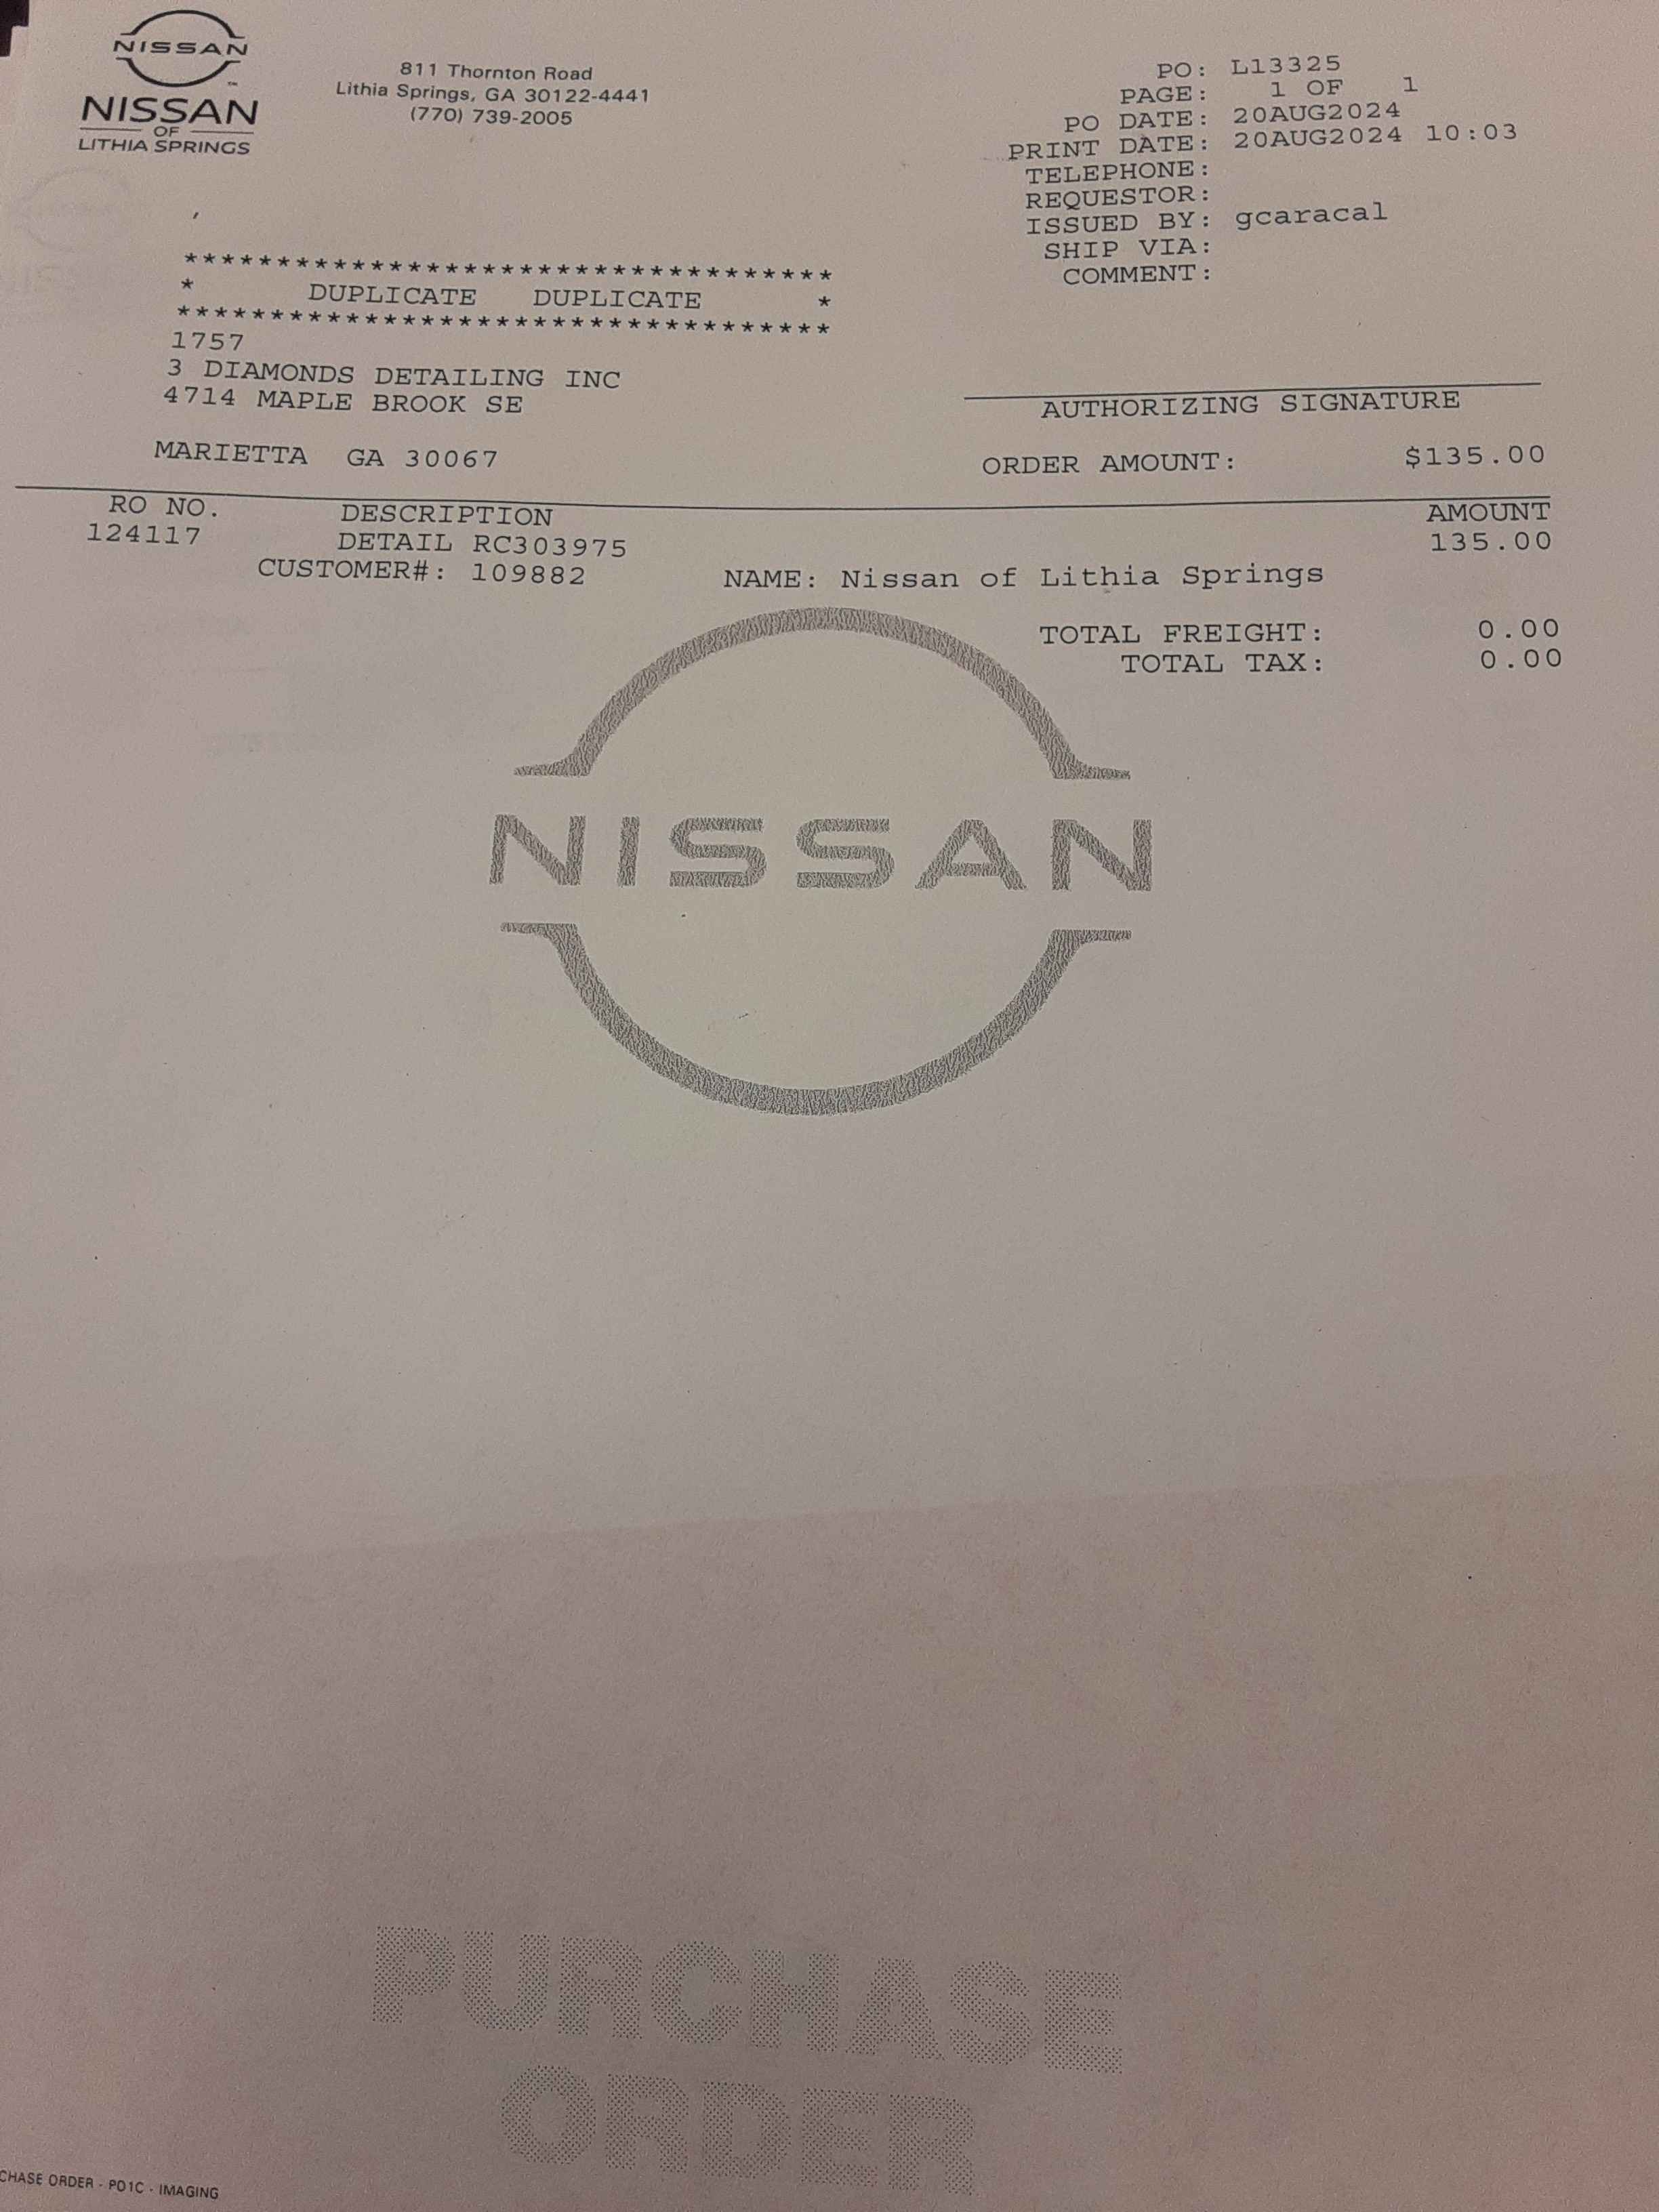 NISSAN
NISSAN
OF
LITHIA SPRINGS
811 Thornton Road
Lithia Springs, GA 30122-4441
(770) 739-2005
PO: L13325
PAGE: 1 OF 1
PO DATE: 20AUG2024
PRINT DATE: 20AUG2024 10:03
TELEPHONE:
REQUESTOR:
ISSUED BY: gcaracal
SHIP VIA:
COMMENT:
***********************************
* DUPLICATE DUPLICATE *
***********************************
1757
3 DIAMONDS DETAILING INC
4714 MAPLE BROOK SE
MARIETTA GA 30067
AUTHORIZING SIGNATURE
ORDER AMOUNT: $135.00
RO NO. DESCRIPTION AMOUNT
124117 DETAIL RC303975 135.00
CUSTOMER#: 109882 NAME: Nissan of Lithia Springs
TOTAL FREIGHT: 0.00
TOTAL TAX: 0.00
NISSAN
PURCHASE
ORDER
CHASE ORDER - PO1C - IMAGING